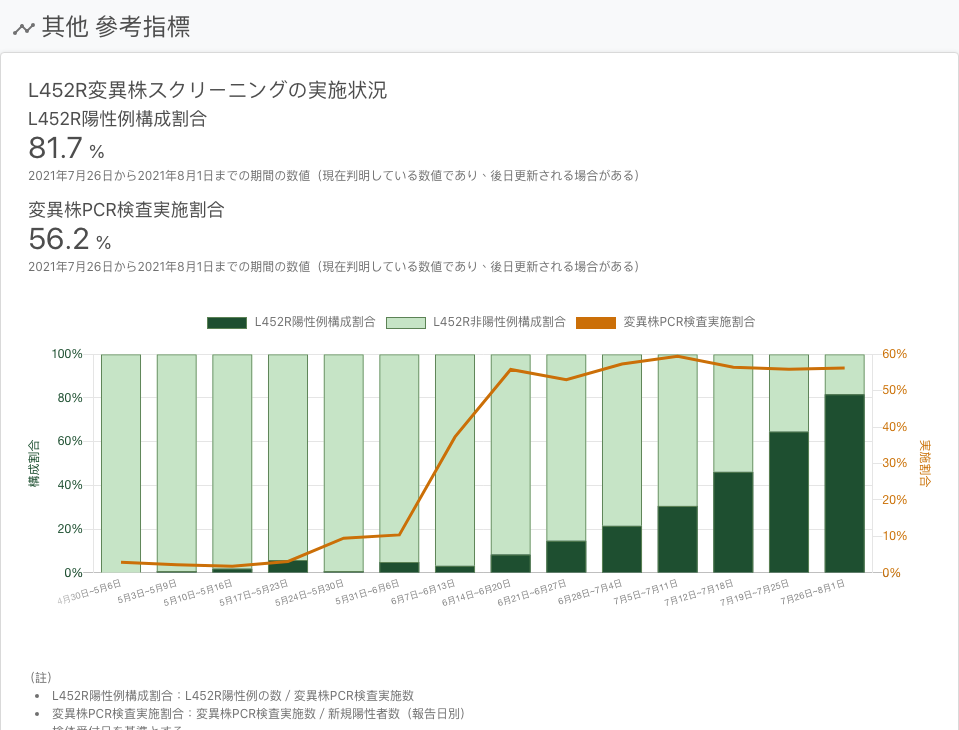 其他 參考指標
L452R変異株スクリーニングの実施状況
L452R陽性例構成割合
81.7 %
2021年7月26日から2021年8月1日までの期間の数値（現在判明している数値であり、後日更新される場合がある）
変異株PCR検査実施割合
56.2 %
2021年7月26日から2021年8月1日までの期間の数値（現在判明している数値であり、後日更新される場合がある）
L452R陽性例構成割合 L452R非陽性例構成割合 変異株PCR検査実施割合
100% 60%
80% 50%
60% 40%
40% 30%
20% 20%
0% 10%
0%
構成割合
実施割合
4月30日~5月6日
5月3日~5月9日
5月10日~5月16日
5月17日~5月23日
5月24日~5月30日
5月31日~6月6日
6月7日~6月13日
6月14日~6月20日
6月21日~6月27日
6月28日~7月4日
7月5日~7月11日
7月12日~7月18日
7月19日~7月25日
7月26日~8月1日
（註）
• L452R陽性例構成割合：L452R陽性例の数 / 変異株PCR検査実施数
• 変異株PCR検査実施割合：変異株PCR検査実施数 / 新規陽性者数（報告日別）